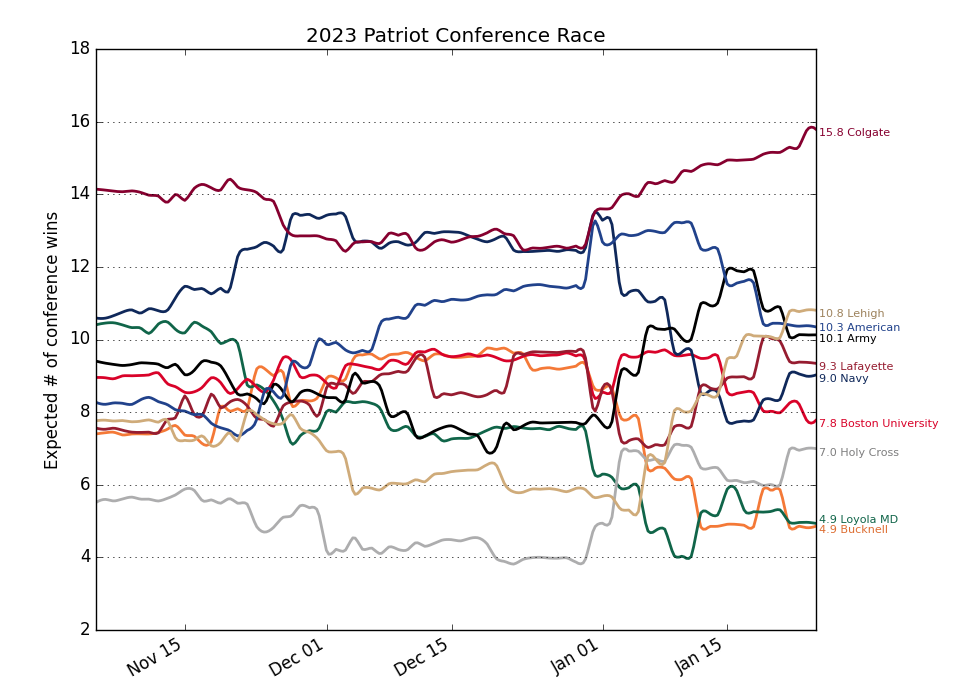 2023 Patriot Conference Race
Expected # of conference wins
18
16
14
12
10
8
6
4
2
15.8 Colgate
10.8 Lehigh
10.3 American
10.1 Army
9.3 Lafayette
9.0 Navy
7.8 Boston University
7.0 Holy Cross
4.9 Loyola MD
4.9 Bucknell
Nov 15
Dec 01
Dec 15
Jan 01
Jan 15